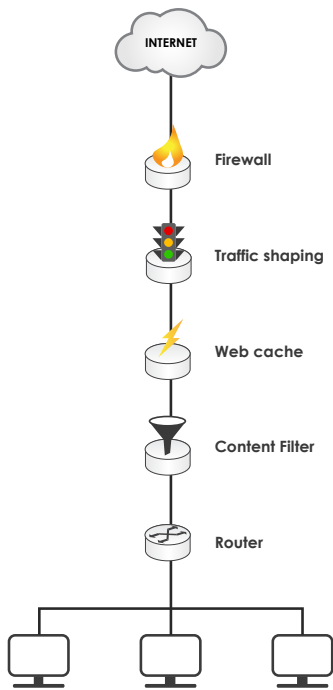 INTERNET
Firewall
Traffic shaping
Web cache
Content Filter
Router